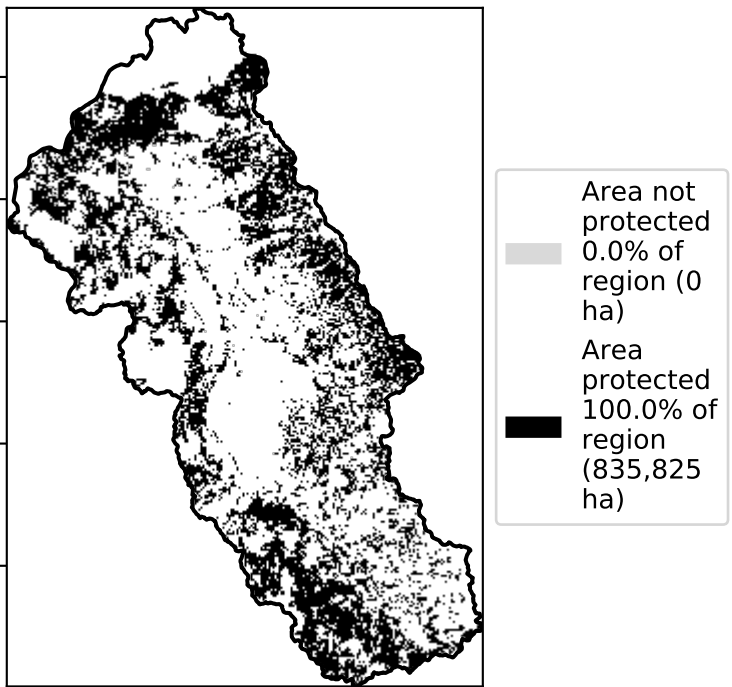 Area not
protected
0.0% of
region (0
ha)
Area
protected
100.0% of
region
(835,825
ha)